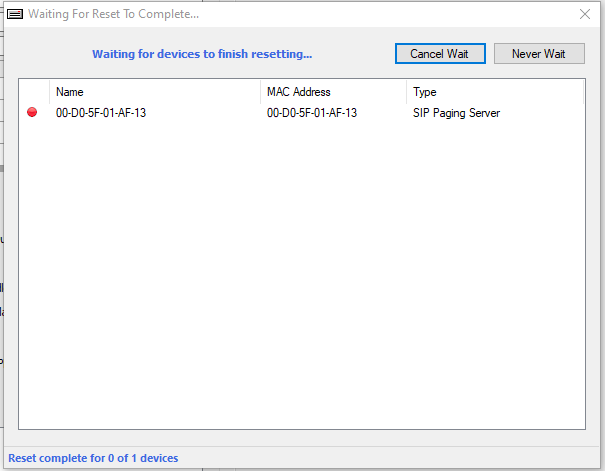 Waiting For Reset To Complete...
Waiting for devices to finish resetting...
Cancel Wait
Never Wait
Name MAC Address Type
00-D0-5F-01-AF-13 00-D0-5F-01-AF-13 SIP Paging Server
Reset complete for 0 of 1 devices